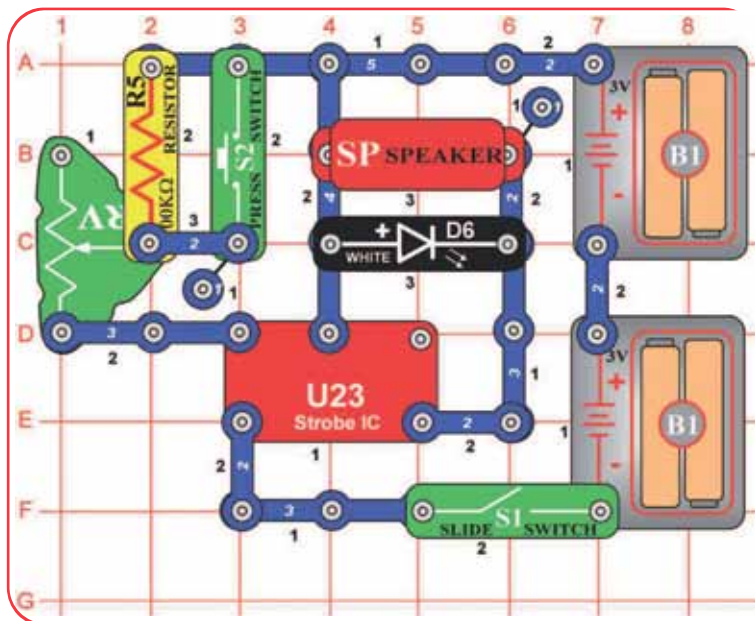 1 2 3 4 5 6 7 8
A 1 5 2 2
R5 RESISTOR 2 S2 PRESS SWITCH 2
3V + - B1 1
B 1 SP SPEAKER 1 1
2 4 3 2 2
RV 00KΩ
C 3 2 + D6
WHITE
3
1 1
2 2
D 3 2
U23
Strobe IC
3 1
3V + - B1 1
E 1 2 2
2 2
F 3 1 S1
SLIDE SWITCH
2
G